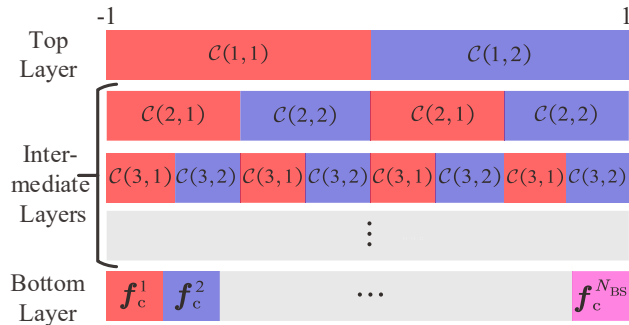 -1 1
Top
Layer
C(1,1) C(1,2)
C(2,1) C(2,2) C(2,1) C(2,2)
Inter-
mediate
Layers
C(3,1) C(3,2) C(3,1) C(3,2) C(3,1) C(3,2) C(3,1) C(3,2)
⋮
Bottom
Layer
f_c^1 f_c^2 ⋯ f_c^{N_BS}